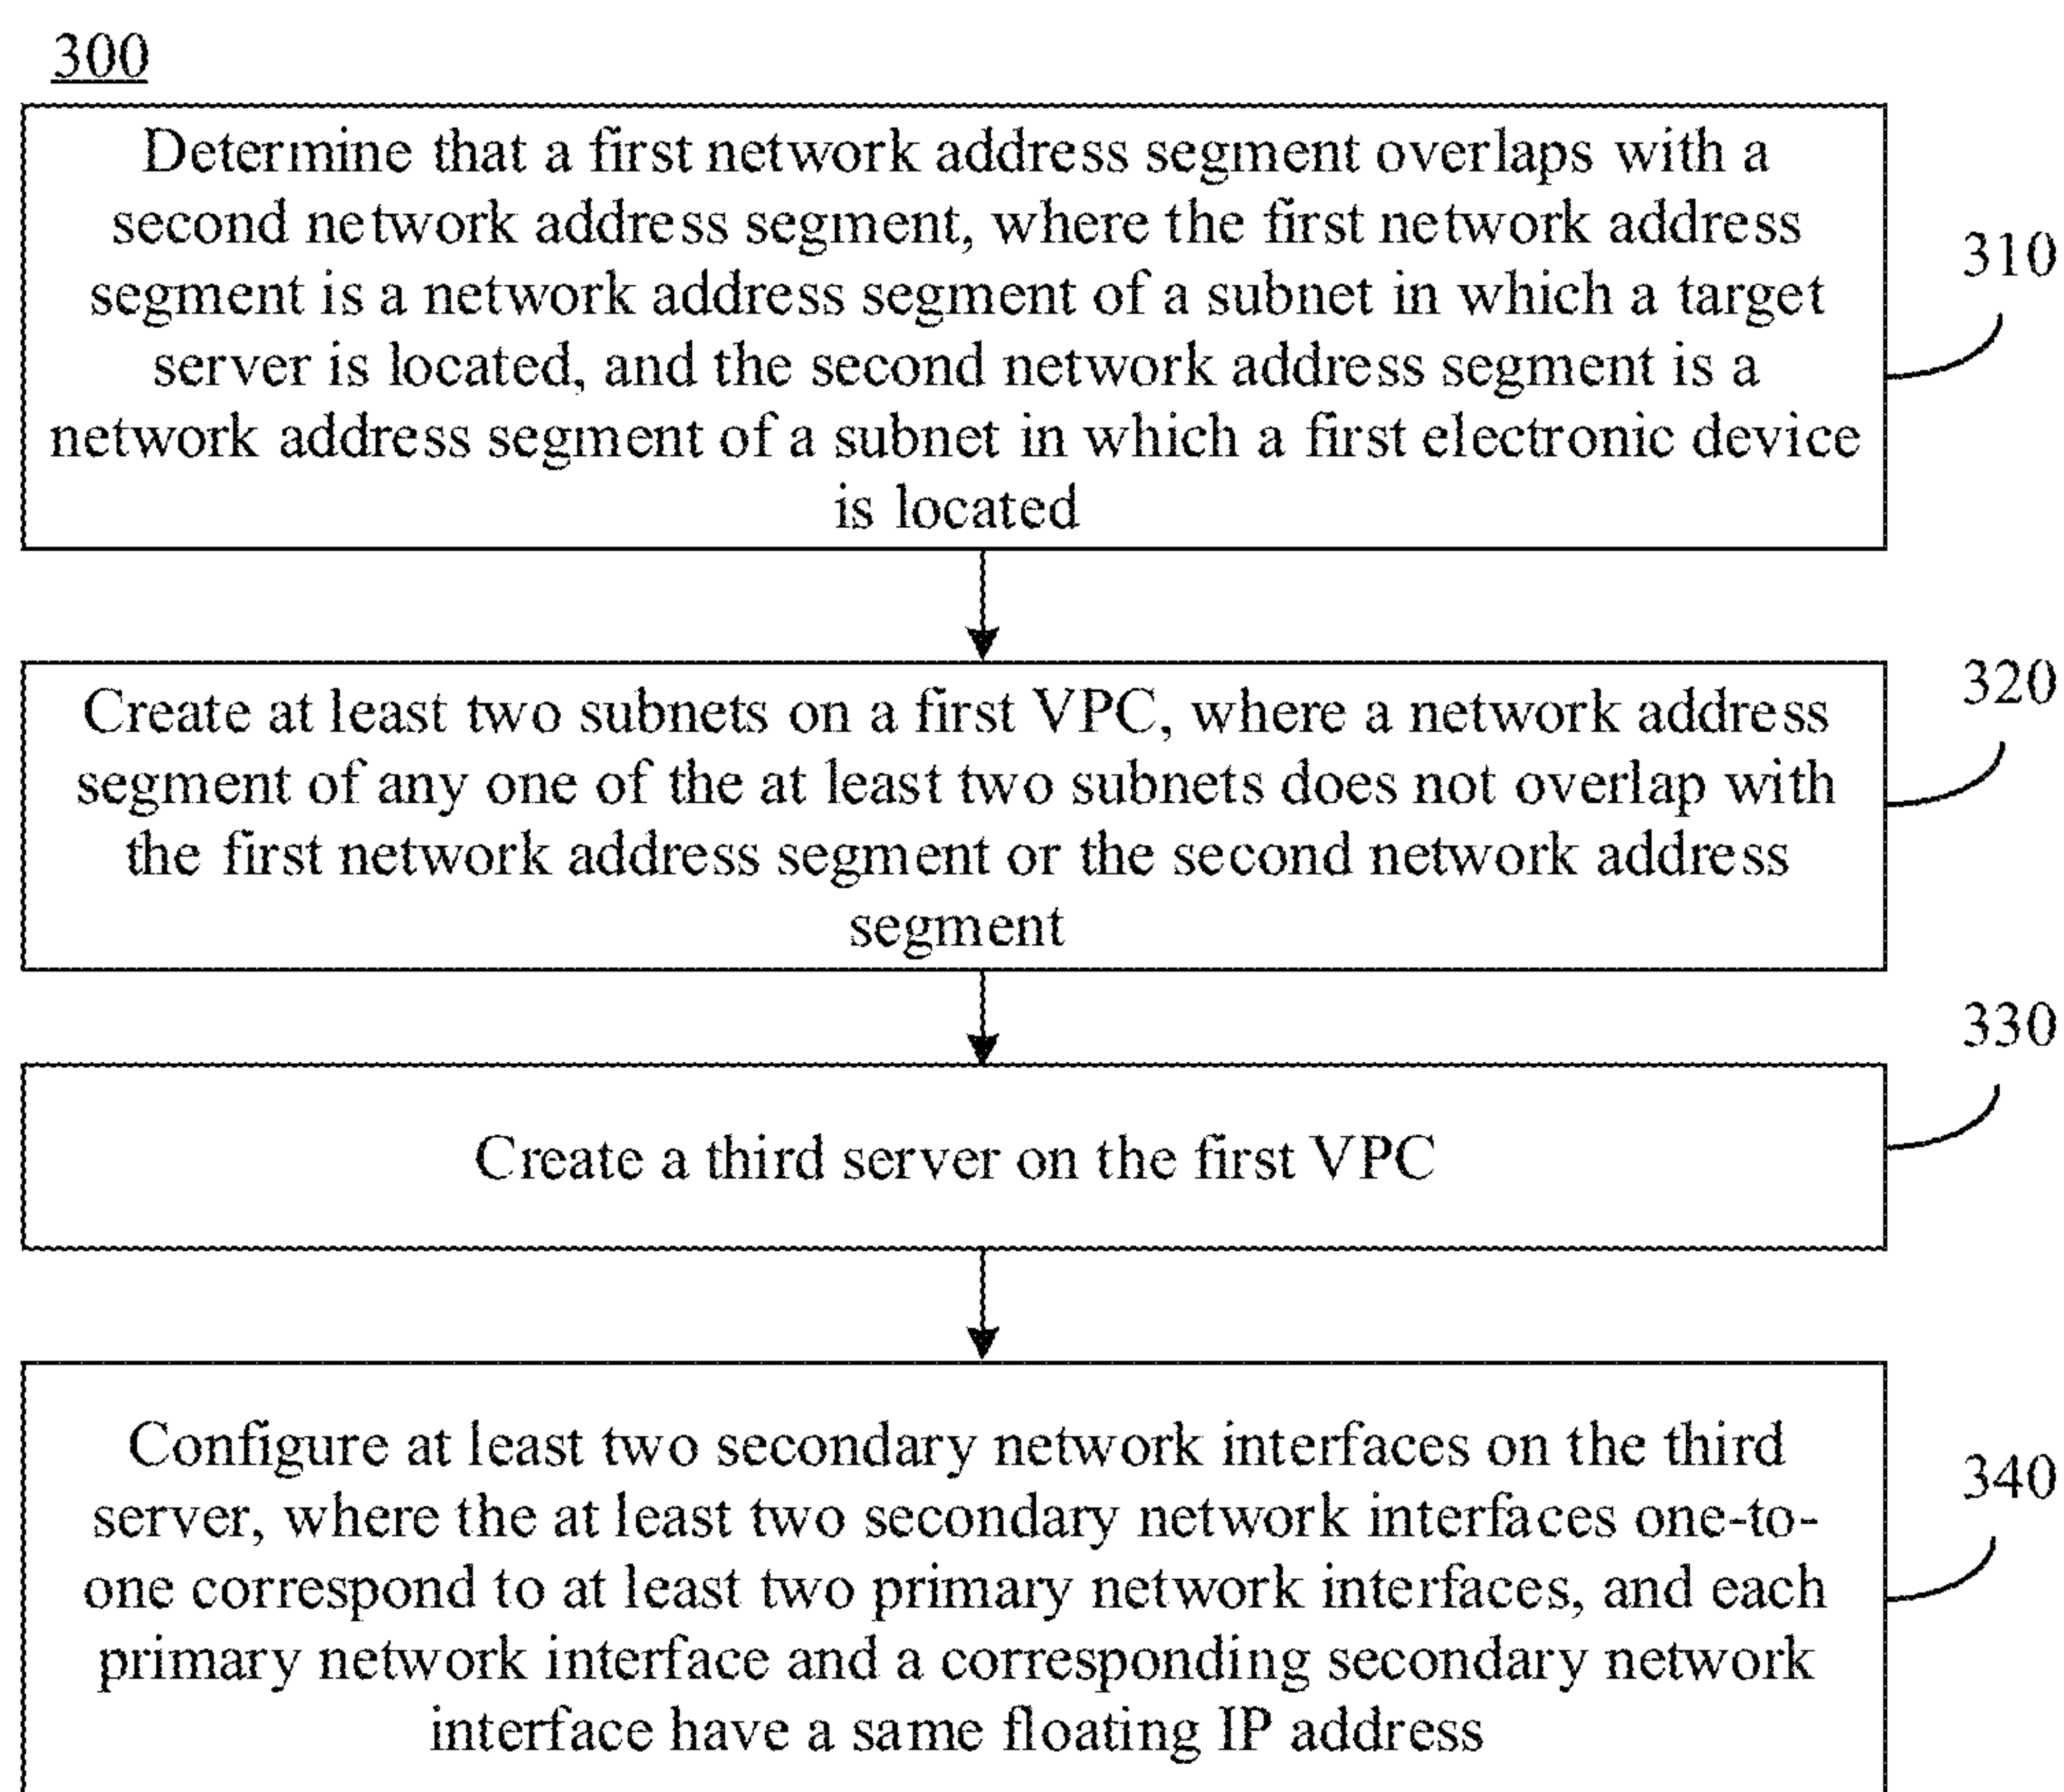 300
Determine that a first network address segment overlaps with a
second network address segment, where the first network address
segment is a network address segment of a subnet in which a target
server is located, and the second network address segment is a
network address segment of a subnet in which a first electronic device
is located
310
Create at least two subnets on a first VPC, where a network address
segment of any one of the at least two subnets does not overlap with
the first network address segment or the second network address
segment
320
Create a third server on the first VPC
330
Configure at least two secondary network interfaces on the third
server, where the at least two secondary network interfaces one-to-
one correspond to at least two primary network interfaces, and each
primary network interface and a corresponding secondary network
interface have a same floating IP address
340